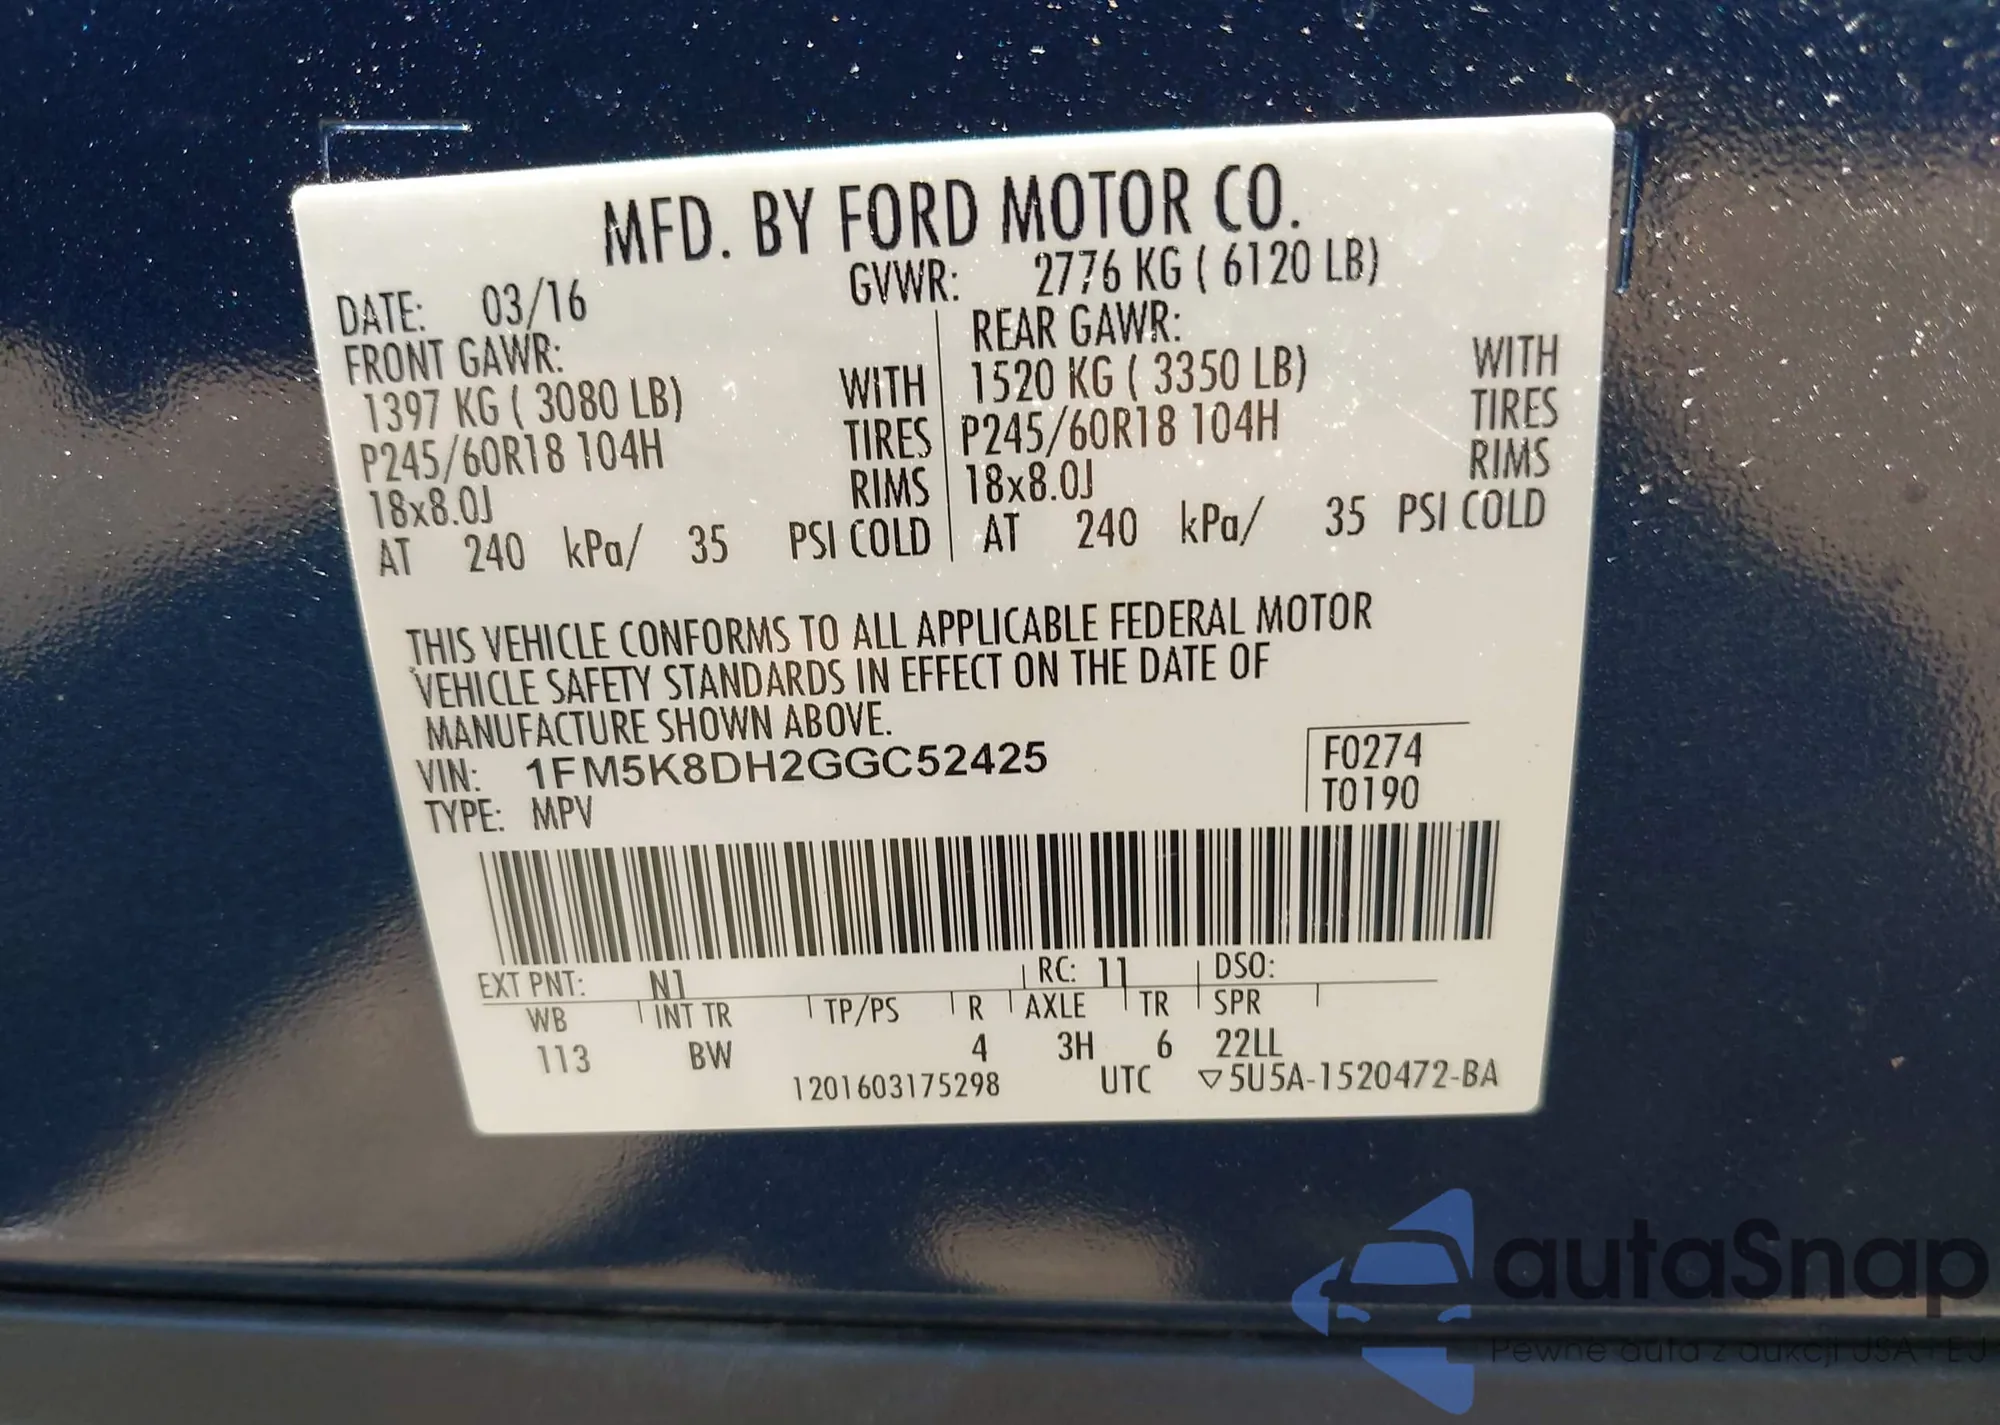 MFD. BY FORD MOTOR CO.
DATE: 03/16 GVWR: 2776 KG ( 6120 LB)
FRONT GAWR: REAR GAWR:
1397 KG ( 3080 LB) WITH 1520 KG ( 3350 LB) WITH
P245/60R18 104H TIRES P245/60R18 104H TIRES
18x8.0J RIMS 18x8.0J RIMS
AT 240 kPa/ 35 PSI COLD AT 240 kPa/ 35 PSI COLD
THIS VEHICLE CONFORMS TO ALL APPLICABLE FEDERAL MOTOR
VEHICLE SAFETY STANDARDS IN EFFECT ON THE DATE OF
MANUFACTURE SHOWN ABOVE.
VIN: 1FM5K8DH2GGC52425 F0274
TYPE: MPV T0190
EXT PNT: N1 RC: 11 DSO:
WB INT TR TP/PS R AXLE TR SPR
113 BW 4 3H 6 22LL
1201603175298 UTC ▽5U5A-1520472-BA
autaSnap
Pewne auta z aukcji USA i EU